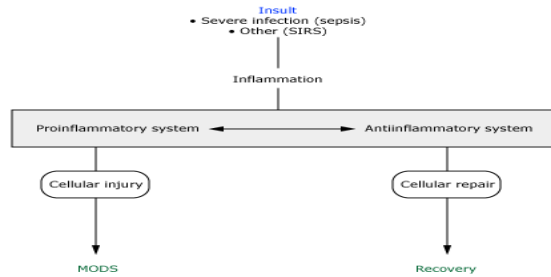 Insult
• Severe infection (sepsis)
• Other (SIRS)
Inflammation
Proinflammatory system
Antiinflammatory system
Cellular injury
Cellular repair
MODS
Recovery